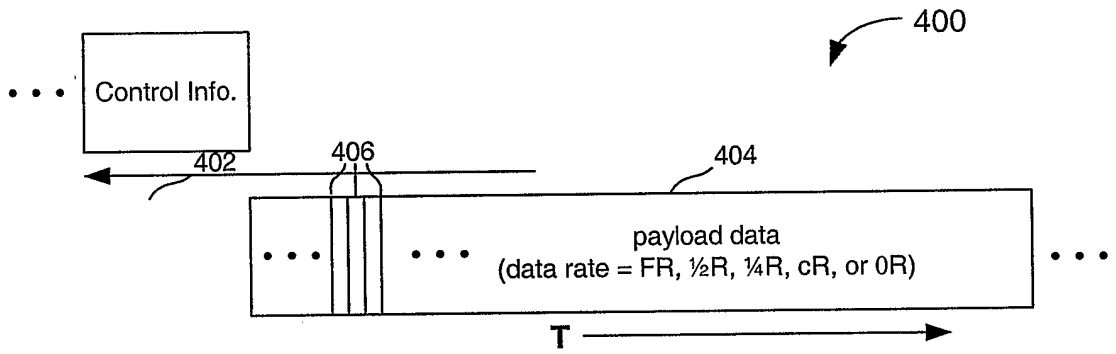 400
Control Info.
402
406
404
payload data
(data rate = FR, ½R, ¼R, cR, or 0R)
T